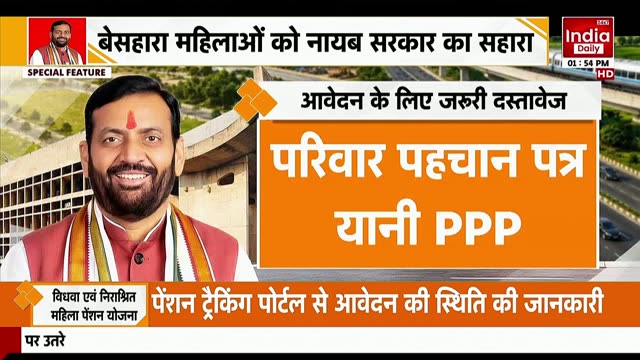 बेसहारा महिलाओं को नायब सरकार का सहारा
SPECIAL FEATURE
24x7
India
Daily
01:54 PM
HD
आवेदन के लिए जरूरी दस्तावेज
परिवार पहचान पत्र
यानी PPP
विधवा एवं निराश्रित
महिला पेंशन योजना
पेंशन ट्रैकिंग पोर्टल से आवेदन की स्थिति की जानकारी
पर उतरे